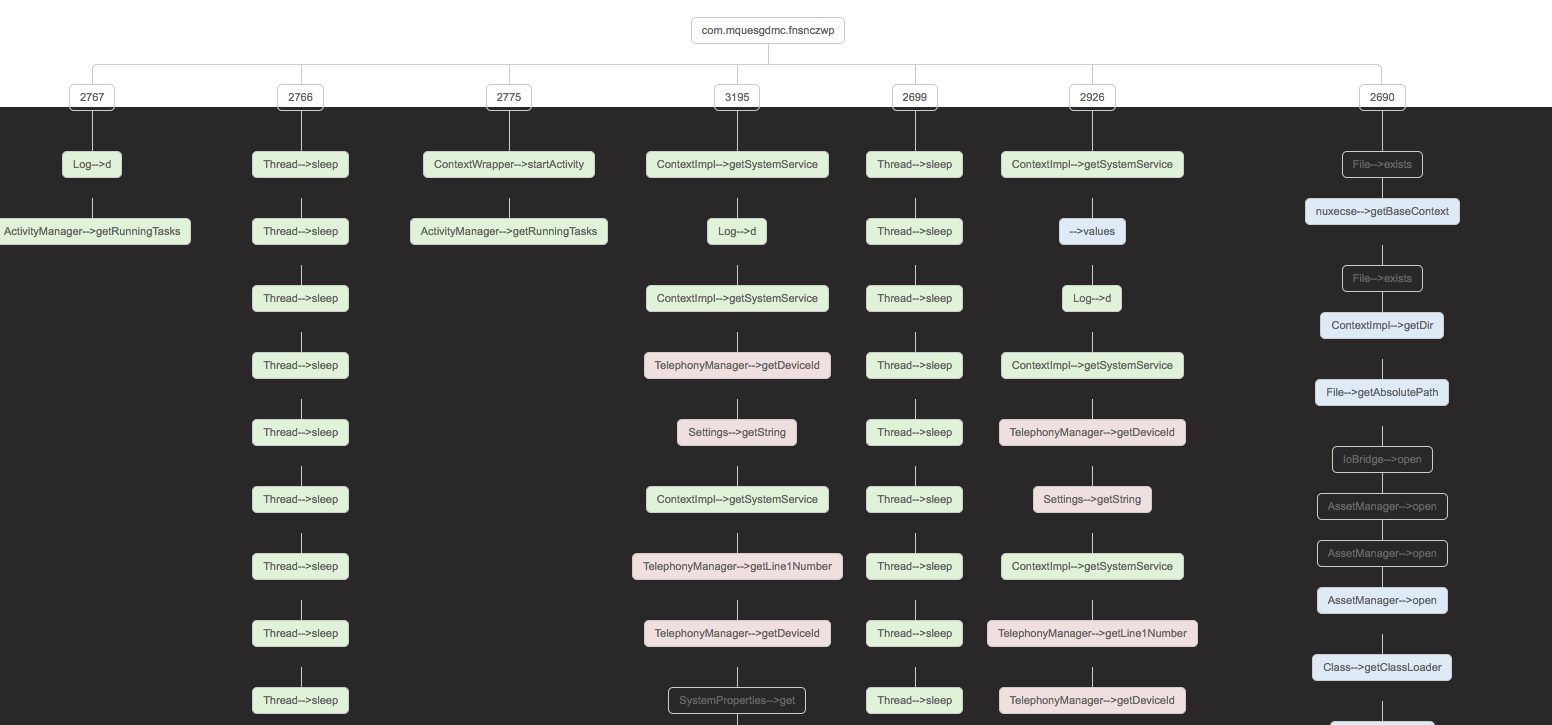 com.mquesgdmc.fnsnczwp
2767 2766 2775 3195 2699 2926 2690
Log-->d Thread-->sleep ContextWrapper-->startActivity ContextImpl-->getSystemService Thread-->sleep ContextImpl-->getSystemService File-->exists
nuxecse-->getBaseContext
ActivityManager-->getRunningTasks Thread-->sleep ActivityManager-->getRunningTasks Log-->d Thread-->sleep -->values
File-->exists
Thread-->sleep ContextImpl-->getSystemService Thread-->sleep Log-->d
ContextImpl-->getDir
Thread-->sleep TelephonyManager-->getDeviceId Thread-->sleep ContextImpl-->getSystemService
File-->getAbsolutePath
Thread-->sleep Settings-->getString Thread-->sleep TelephonyManager-->getDeviceId
IoBridge-->open
Thread-->sleep ContextImpl-->getSystemService Thread-->sleep Settings-->getString
AssetManager-->open
AssetManager-->open
Thread-->sleep TelephonyManager-->getLine1Number Thread-->sleep ContextImpl-->getSystemService
AssetManager-->open
Thread-->sleep TelephonyManager-->getDeviceId Thread-->sleep TelephonyManager-->getLine1Number
Class-->getClassLoader
Thread-->sleep SystemProperties-->get Thread-->sleep TelephonyManager-->getDeviceId